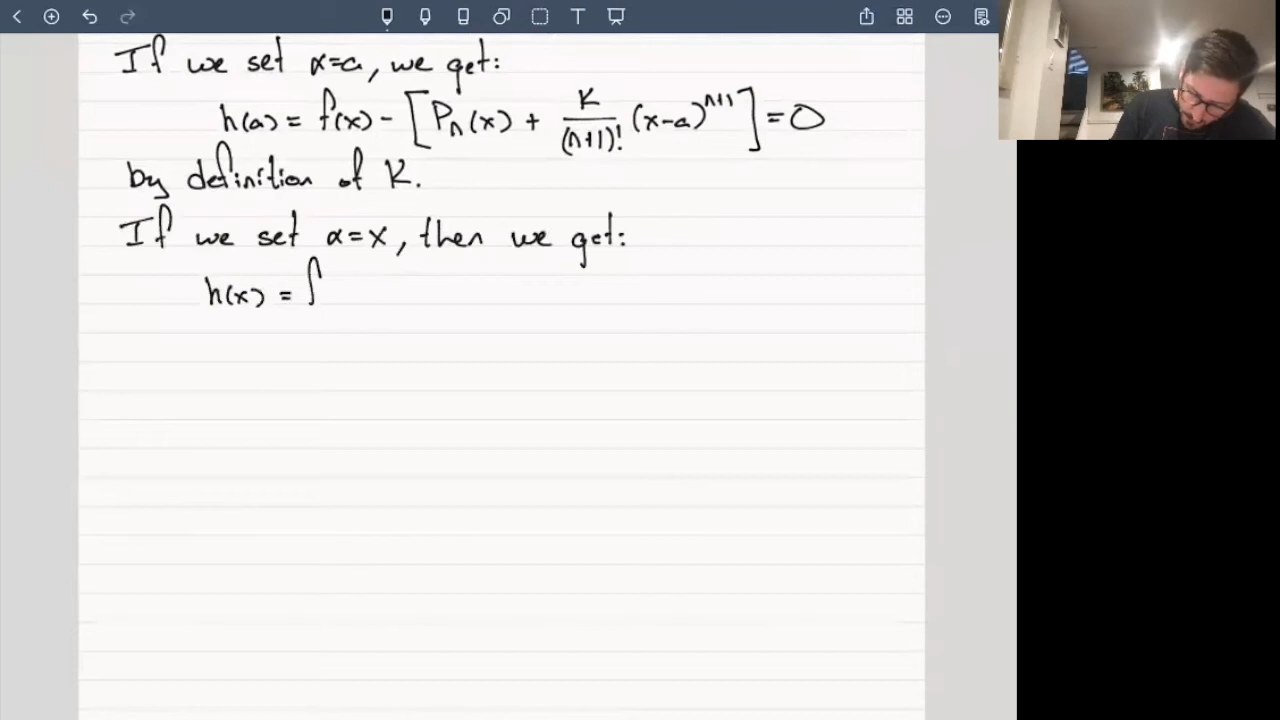 If we set α=a, we get:
h(a) = f(x) - [Pn(x) + K/(n+1)! (x-a)^(n+1)] = 0
by definition of K.
If we set α=x, then we get:
h(x) = f